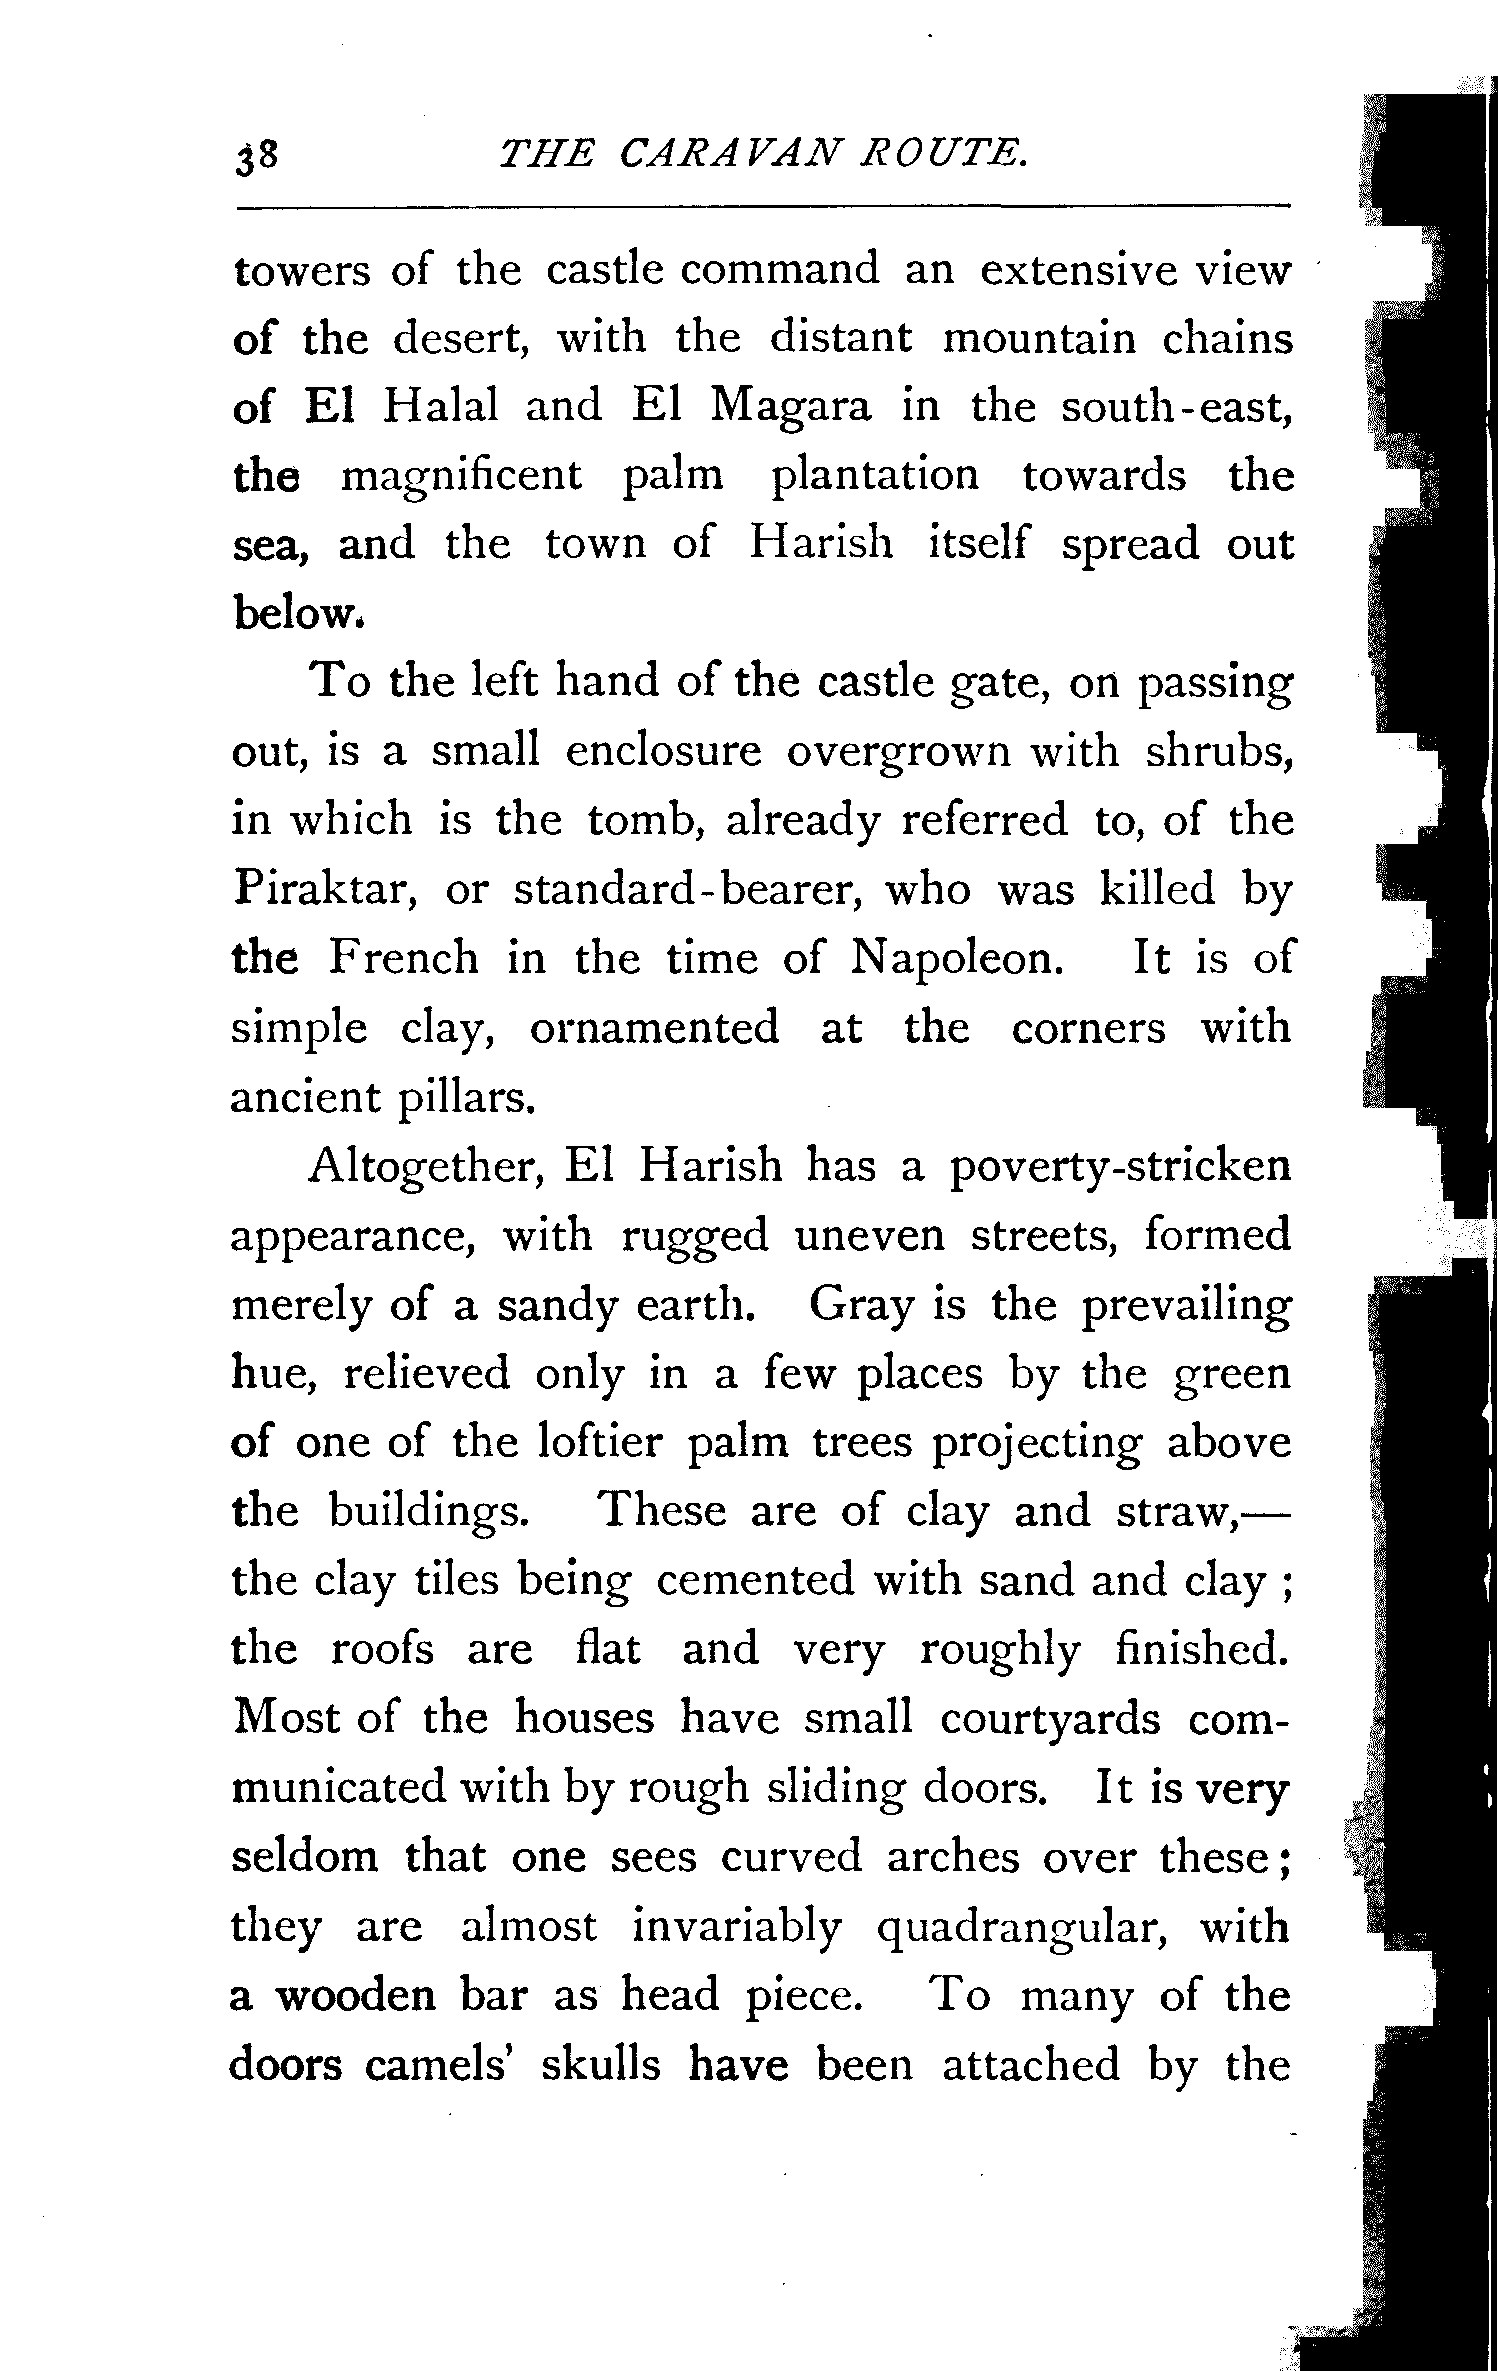 38 THE CARAVAN ROUTE.
towers of the castle command an extensive view
of the desert, with the distant mountain chains
of El Halal and El Magara in the south-east,
the magnificent palm plantation towards the
sea, and the town of Harish itself spread out
below.
To the left hand of the castle gate, on passing
out, is a small enclosure overgrown with shrubs,
in which is the tomb, already referred to, of the
Piraktar, or standard-bearer, who was killed by
the French in the time of Napoleon. It is of
simple clay, ornamented at the corners with
ancient pillars.
Altogether, El Harish has a poverty-stricken
appearance, with rugged uneven streets, formed
merely of a sandy earth. Gray is the prevailing
hue, relieved only in a few places by the green
of one of the loftier palm trees projecting above
the buildings. These are of clay and straw,—
the clay tiles being cemented with sand and clay ;
the roofs are flat and very roughly finished.
Most of the houses have small courtyards com-
municated with by rough sliding doors. It is very
seldom that one sees curved arches over these ;
they are almost invariably quadrangular, with
a wooden bar as head piece. To many of the
doors camels' skulls have been attached by the